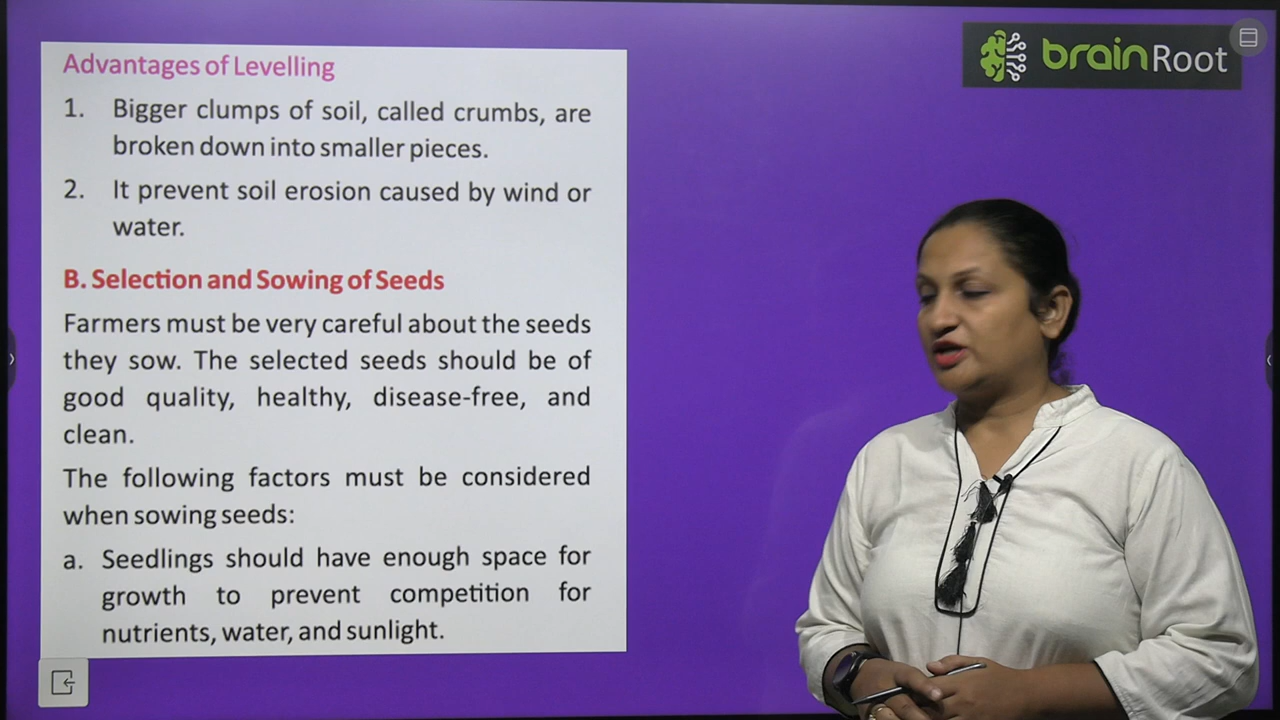 Advantages of Levelling
1. Bigger clumps of soil, called crumbs, are
broken down into smaller pieces.
2. It prevent soil erosion caused by wind or
water.
B. Selection and Sowing of Seeds
Farmers must be very careful about the seeds
they sow. The selected seeds should be of
good quality, healthy, disease-free, and
clean.
The following factors must be considered
when sowing seeds:
a. Seedlings should have enough space for
growth to prevent competition for
nutrients, water, and sunlight.
brainRoot